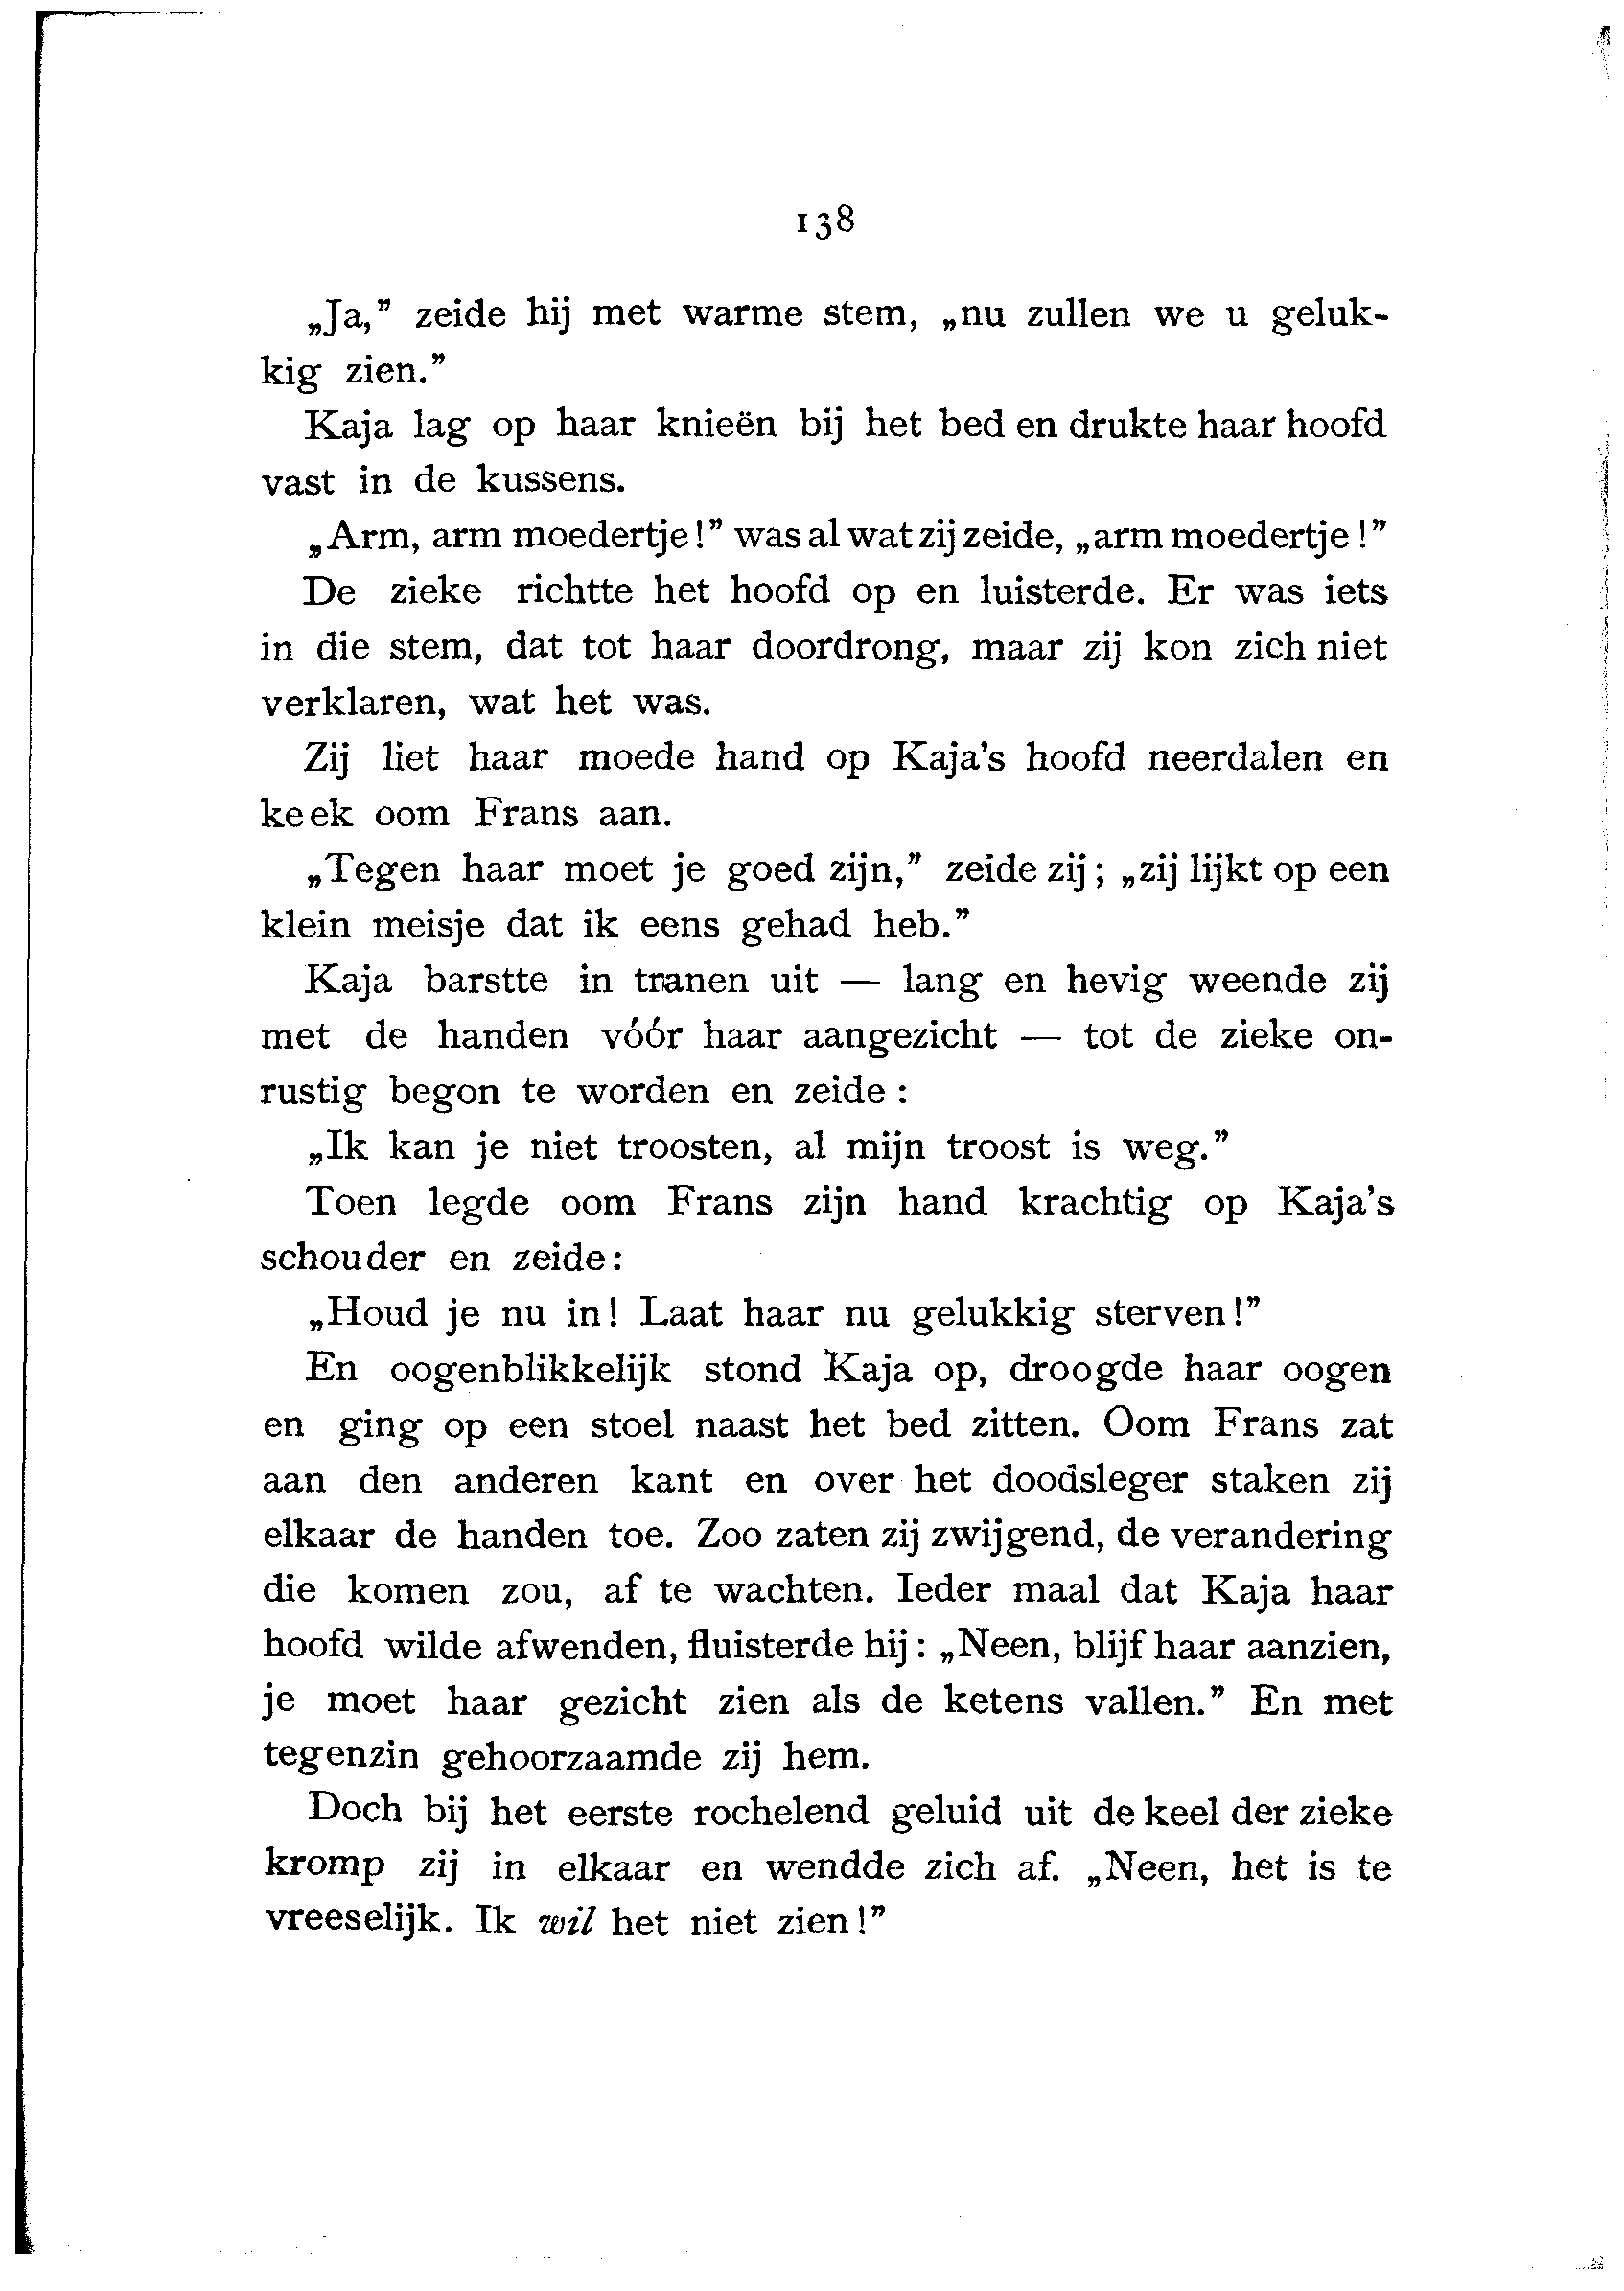 138
„Ja,” zeide hij met warme stem, „nu zullen we u geluk-
kig zien.”
Kaja lag op haar knieën bij het bed en drukte haar hoofd
vast in de kussens.
„Arm, arm moedertje!” was al wat zij zeide, „arm moedertje!”
De zieke richtte het hoofd op en luisterde. Er was iets
in die stem, dat tot haar doordrong, maar zij kon zich niet
verklaren, wat het was.
Zij liet haar moede hand op Kaja's hoofd neerdalen en
keek oom Frans aan.
„Tegen haar moet je goed zijn,” zeide zij; „zij lijkt op een
klein meisje dat ik eens gehad heb.”
Kaja barstte in tranen uit — lang en hevig weende zij
met de handen vóór haar aangezicht — tot de zieke on-
rustig begon te worden en zeide:
„Ik kan je niet troosten, al mijn troost is weg.”
Toen legde oom Frans zijn hand krachtig op Kaja's
schouder en zeide:
„Houd je nu in! Laat haar nu gelukkig sterven!”
En oogenblikkelijk stond Kaja op, droogde haar oogen
en ging op een stoel naast het bed zitten. Oom Frans zat
aan den anderen kant en over het doodsleger staken zij
elkaar de handen toe. Zoo zaten zij zwijgend, de verandering
die komen zou, af te wachten. Ieder maal dat Kaja haar
hoofd wilde afwenden, fluisterde hij: „Neen, blijf haar aanzien,
je moet haar gezicht zien als de ketens vallen.” En met
tegenzin gehoorzaamde zij hem.
Doch bij het eerste rochelend geluid uit de keel der zieke
kromp zij in elkaar en wendde zich af. „Neen, het is te
vreeselijk. Ik wil het niet zien!”